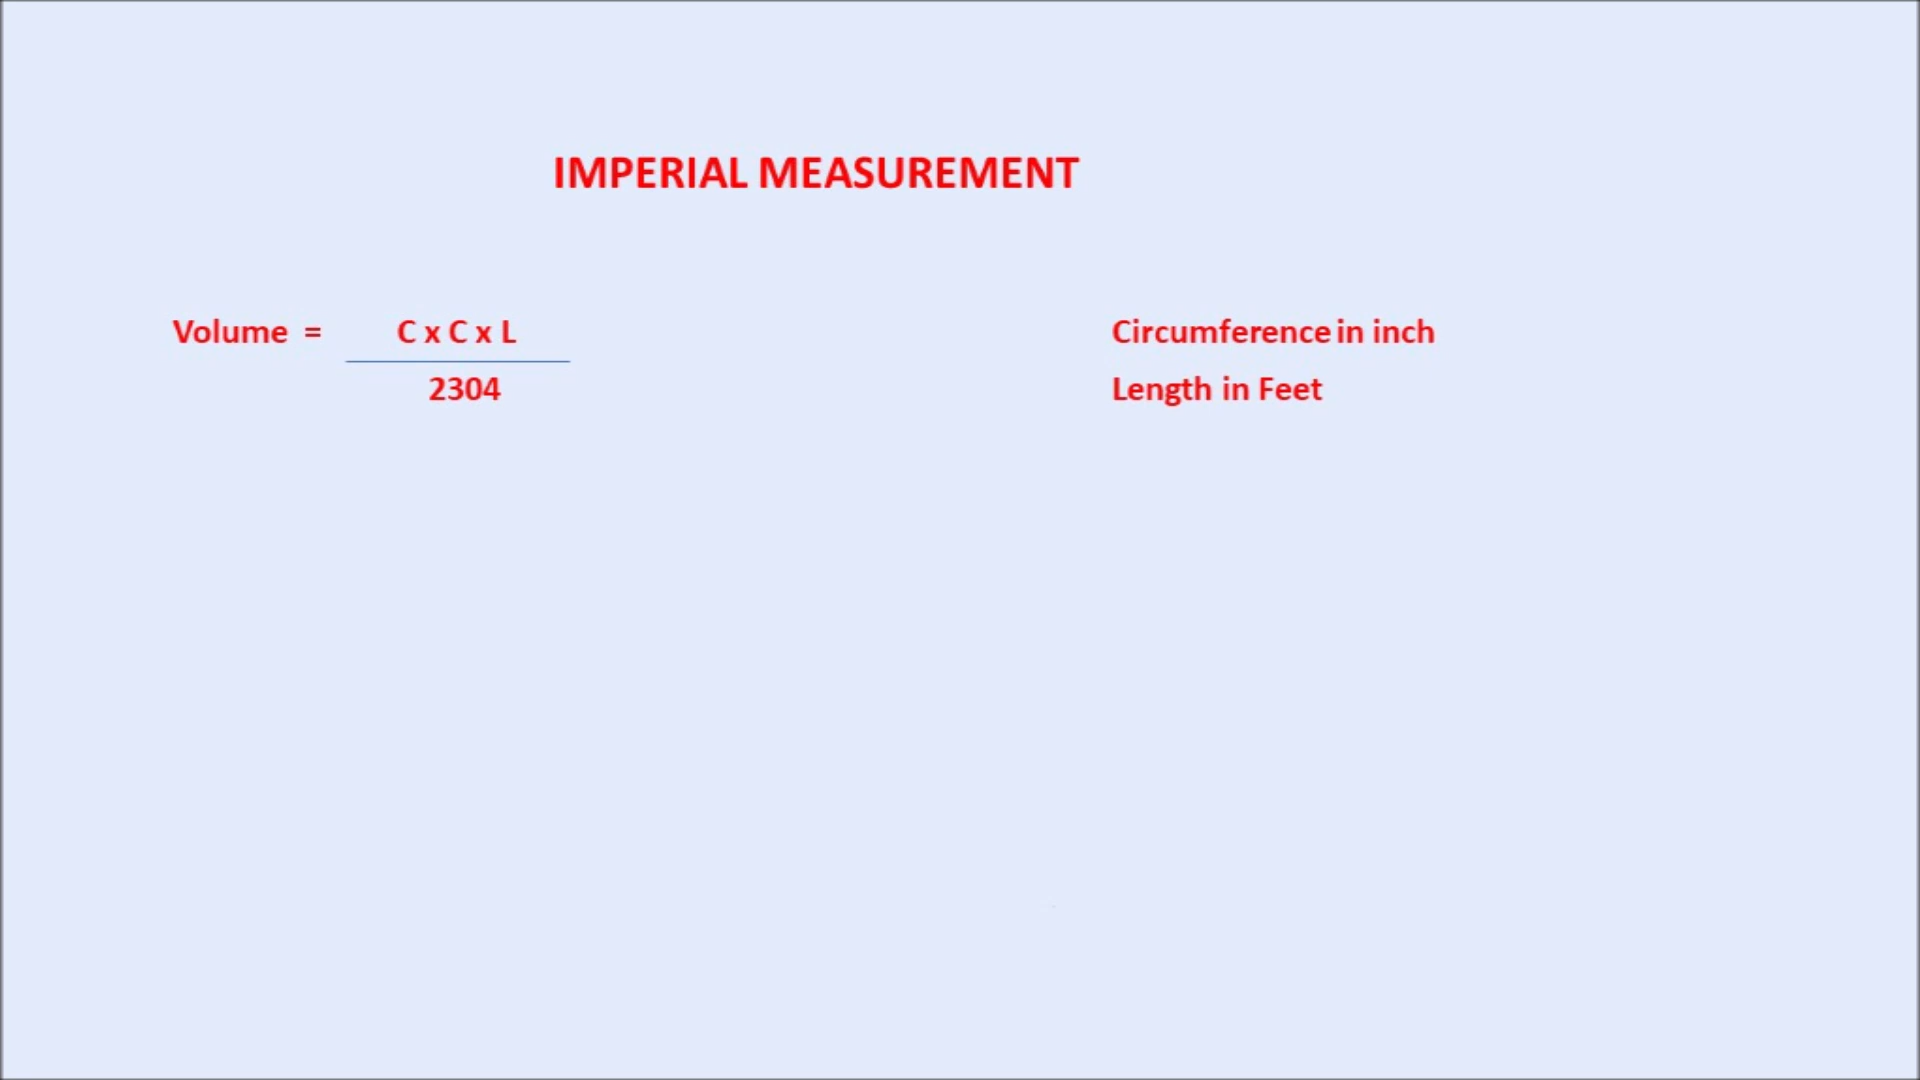 IMPERIAL MEASUREMENT
Volume = C x C x L
2304
Circumference in inch
Length in Feet